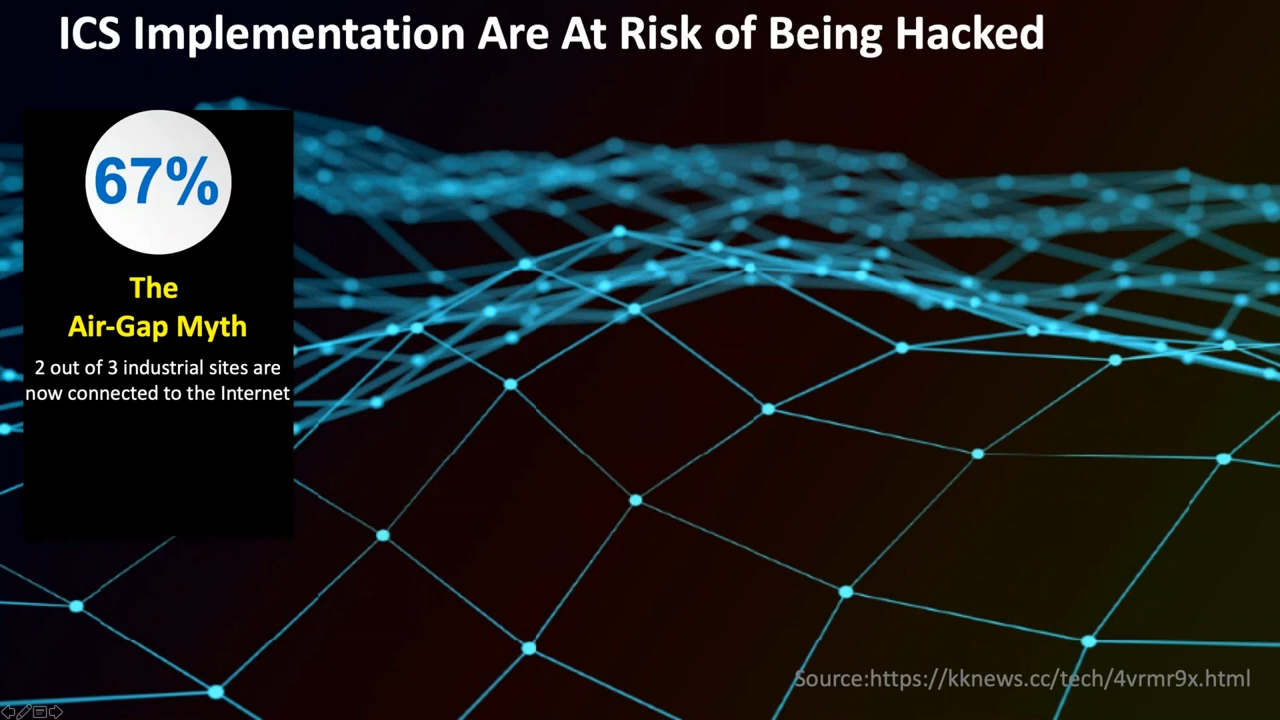 ICS Implementation Are At Risk of Being Hacked
67%
The
Air-Gap Myth
2 out of 3 industrial sites are
now connected to the Internet
Source:https://kknews.cc/tech/4vrmr9x.html